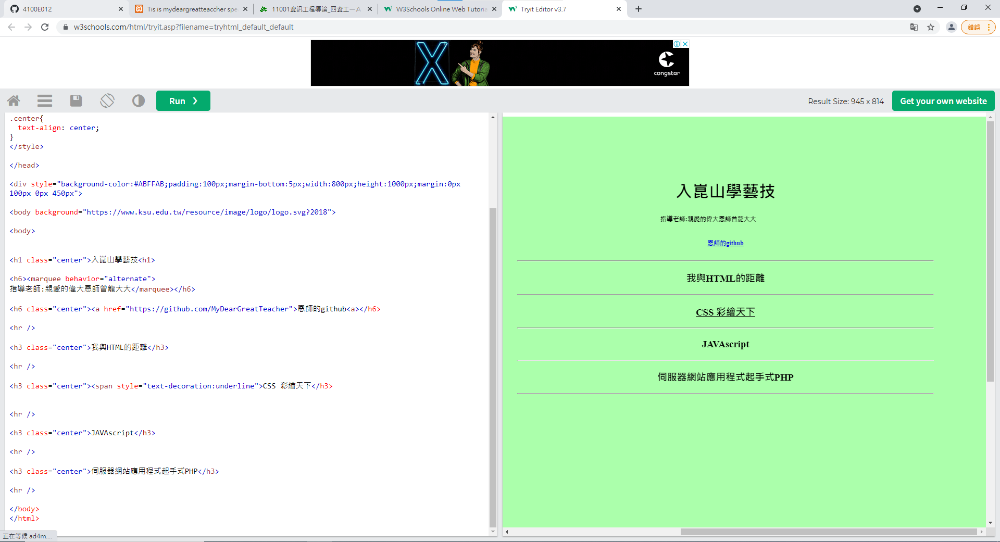 4100E012
Tis is mydeargreatteaccher spe
11001資訊工程導論_四資工一A
W3Schools Online Web Tutoria
Tryit Editor v3.7
w3schools.com/html/tryit.asp?filename=tryhtml_default_default
錯誤
X
congstar
Run ❯
Result Size: 945 x 814
Get your own website
.center{
text-align: center;
}
</style>
</head>
<div style="background-color:#ABFFAB;padding:100px;margin-bottom:5px;width:800px;height:1000px;margin:0px
100px 0px 450px">
<body background="https://www.ksu.edu.tw/resource/image/logo/logo.svg?2018">
<body>
<h1 class="center">入崑山學藝技<h1>
<h6><marquee behavior="alternate">
指導老師:親愛的偉大恩師曾龍大大</marquee></h6>
<h6 class="center"><a href="https://github.com/MyDearGreatTeacher">恩師的github<a></h6>
<hr />
<h3 class="center">我與HTML的距離</h3>
<hr />
<h3 class="center"><span style="text-decoration:underline">CSS 彩繪天下</h3>
<hr />
<h3 class="center">JAVAscript</h3>
<hr />
<h3 class="center">伺服器網站應用程式起手式PHP</h3>
<hr />
</body>
</html>
正在等候 ad4m....
入崑山學藝技
指導老師:親愛的偉大恩師曾龍大大
恩師的github
我與HTML的距離
CSS 彩繪天下
JAVAscript
伺服器網站應用程式起手式PHP